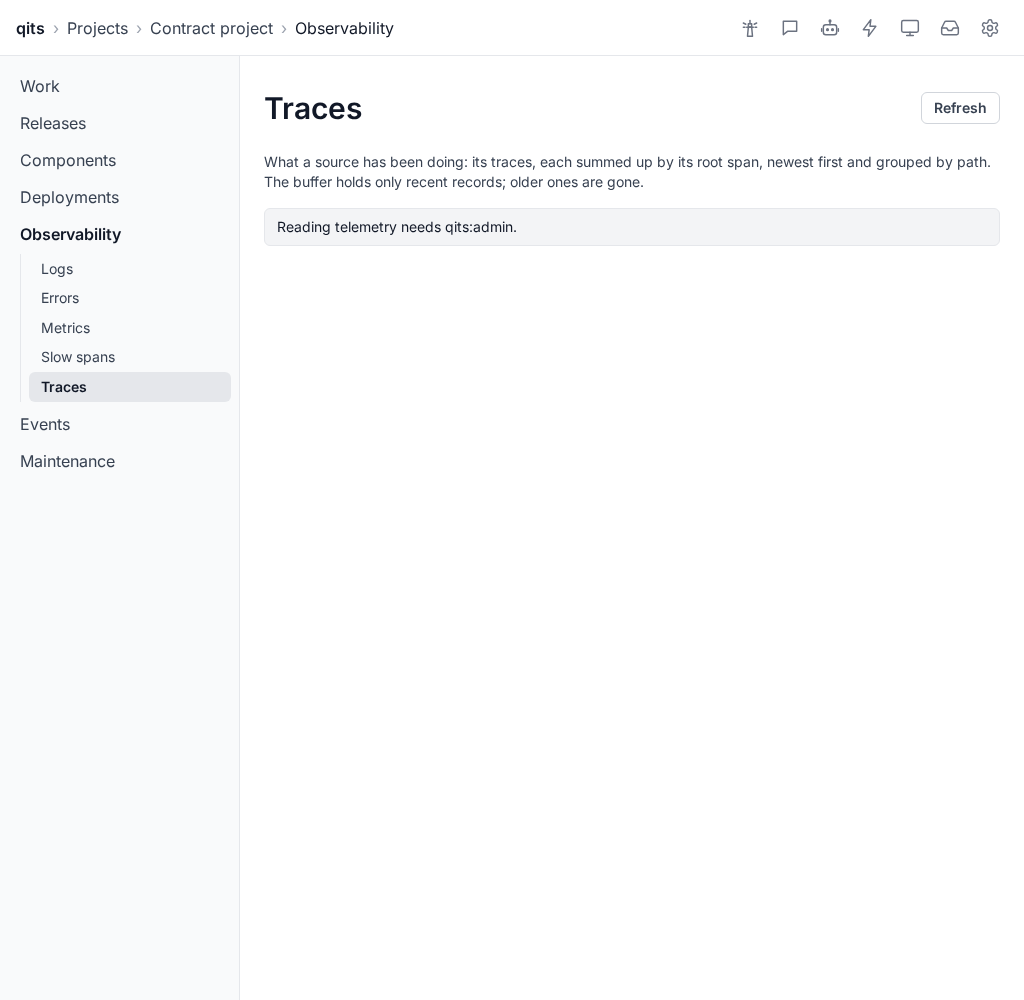 qits › Projects › Contract project › Observability
Work
Releases
Components
Deployments
Observability
Logs
Errors
Metrics
Slow spans
Traces
Events
Maintenance
Traces
Refresh
What a source has been doing: its traces, each summed up by its root span, newest first and grouped by path.
The buffer holds only recent records; older ones are gone.
Reading telemetry needs qits:admin.